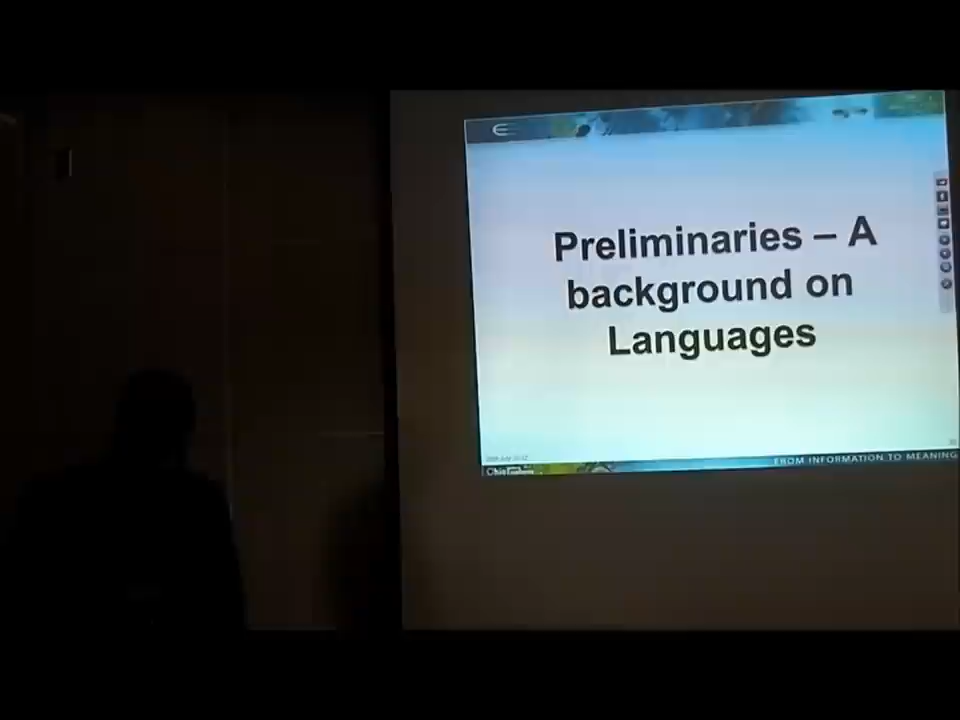 Preliminaries – A
background on
Languages
FROM INFORMATION TO MEANING